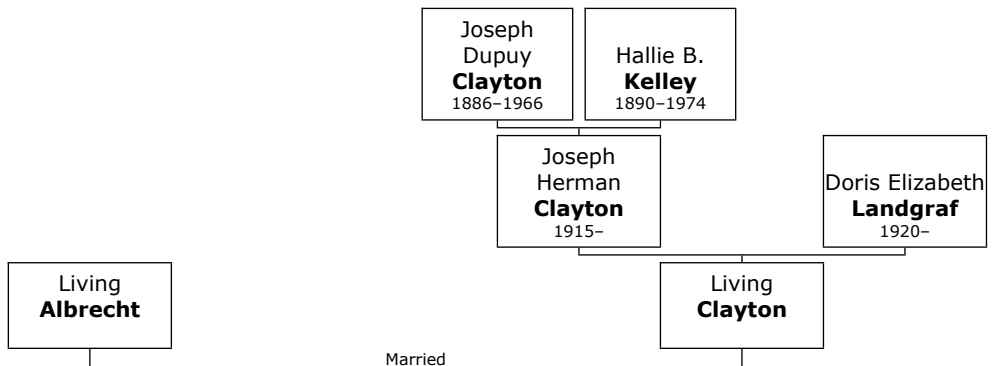 Joseph
Dupuy
Clayton
1886–1966
Hallie B.
Kelley
1890–1974
Joseph
Herman
Clayton
1915–
Doris Elizabeth
Landgraf
1920–
Living
Albrecht
Living
Clayton
Married